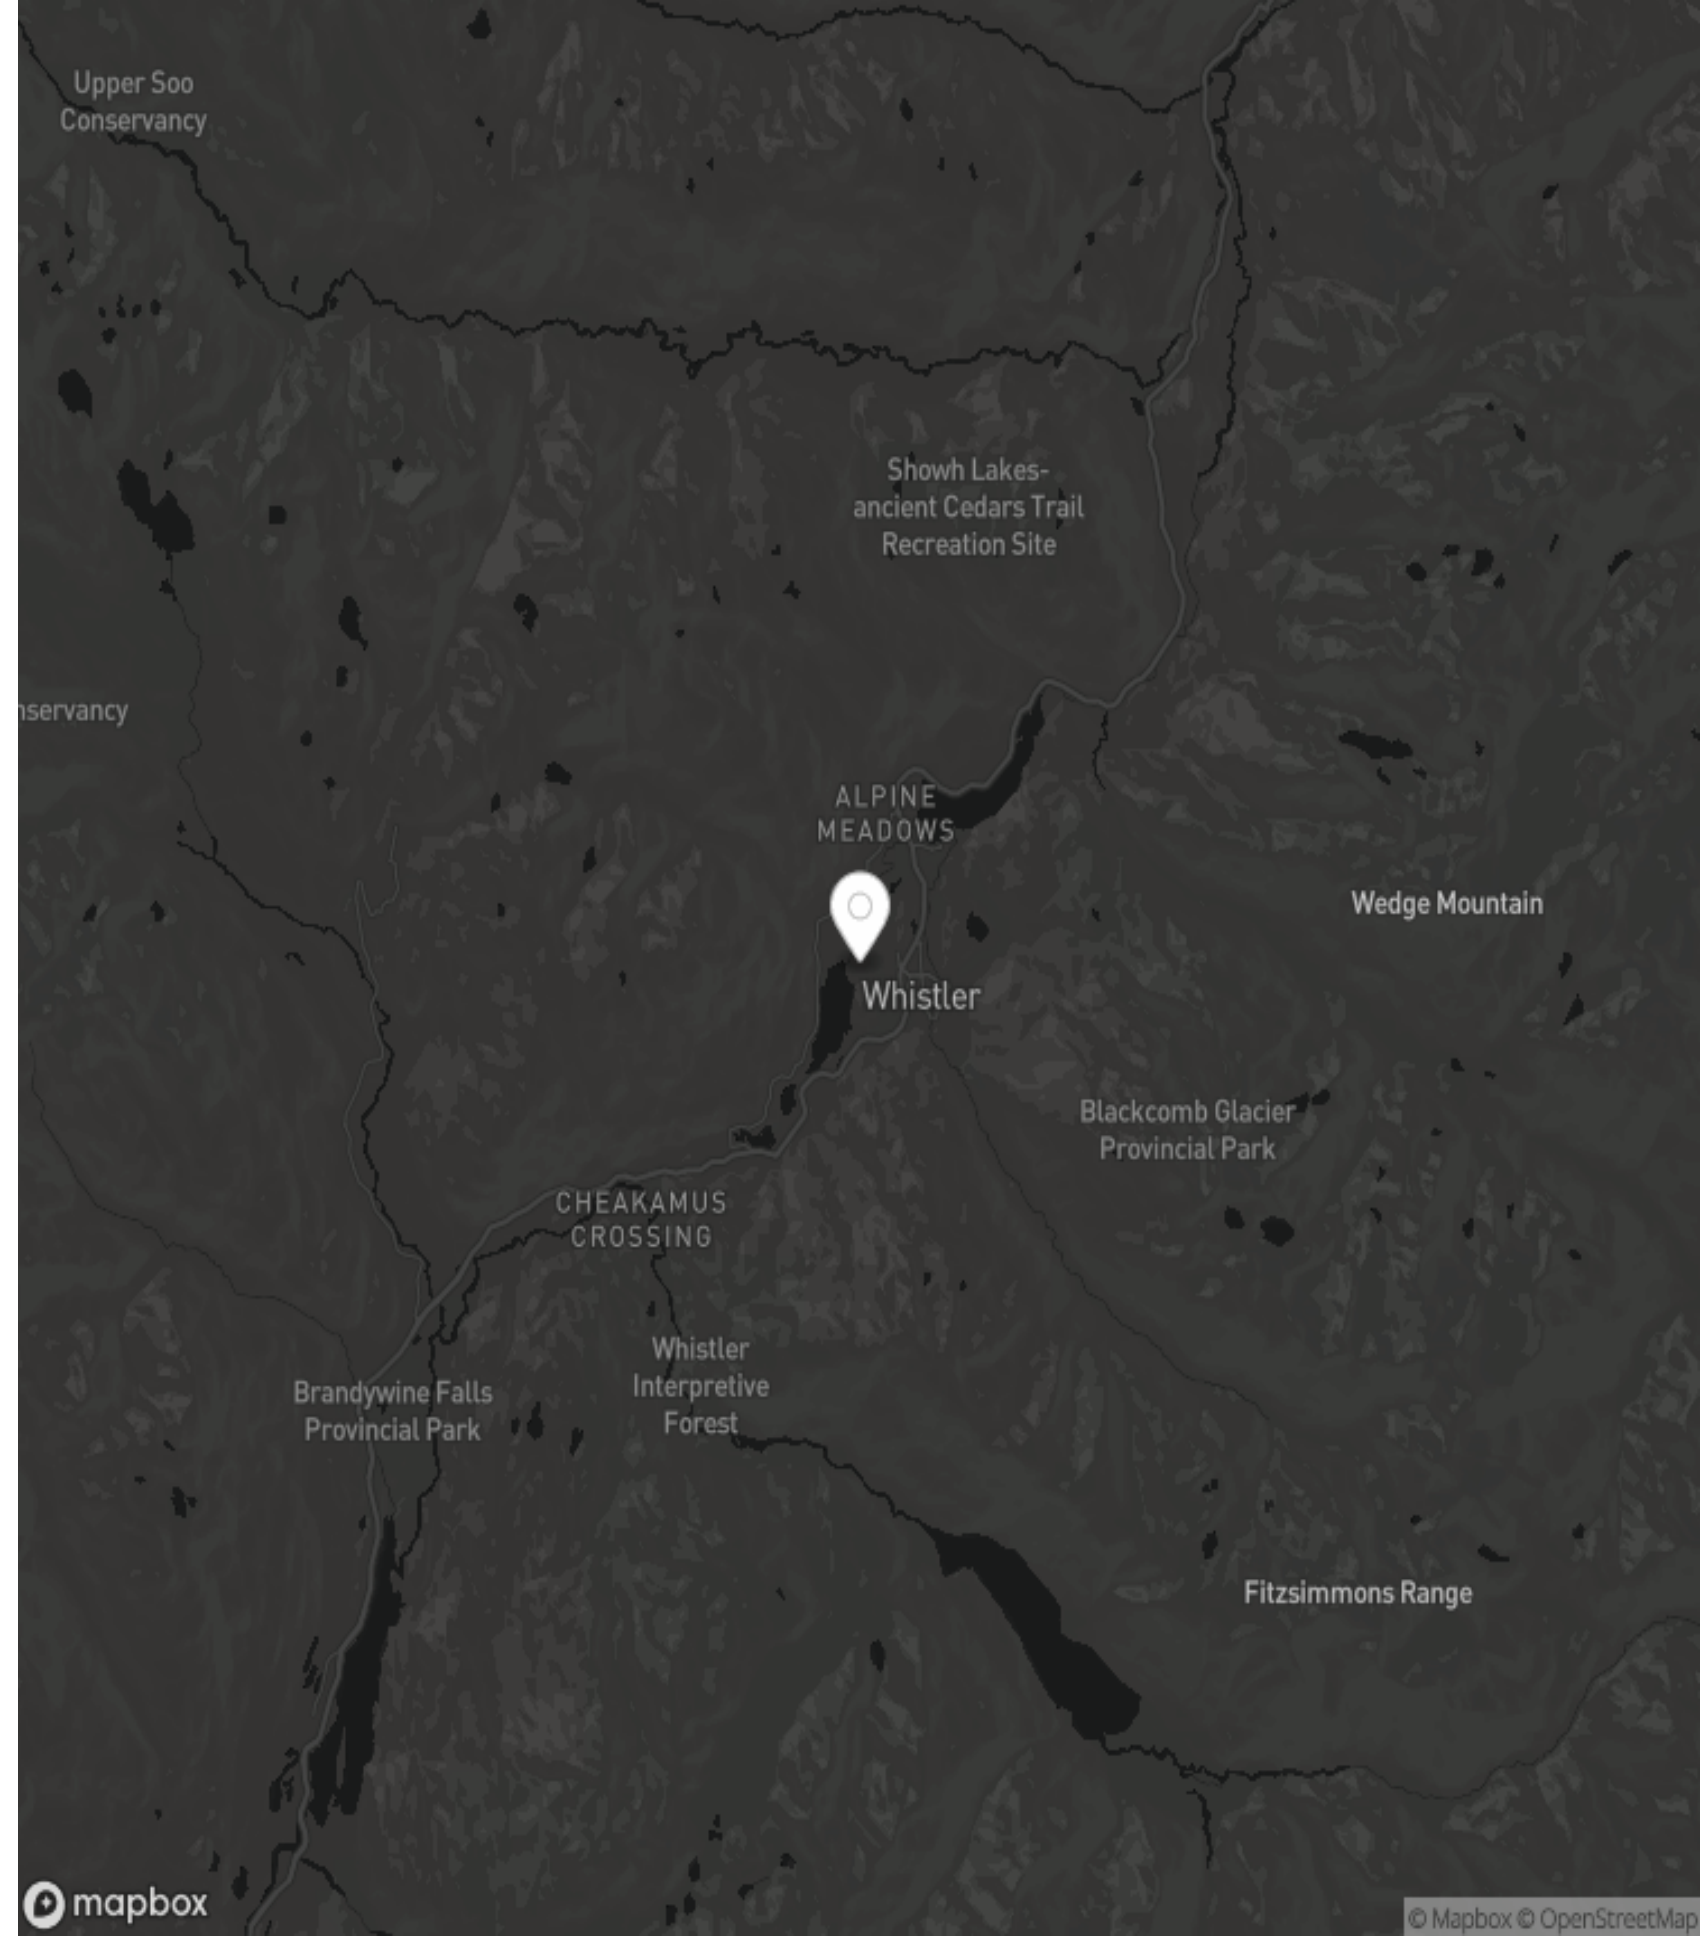 Upper Soo
Conservancy
Showh Lakes-
ancient Cedars Trail
Recreation Site
nservancy
ALPINE
MEADOWS
Wedge Mountain
Whistler
Blackcomb Glacier
Provincial Park
CHEAKAMUS
CROSSING
Whistler
Interpretive
Forest
Brandywine Falls
Provincial Park
Fitzsimmons Range
mapbox
© Mapbox © OpenStreetMap